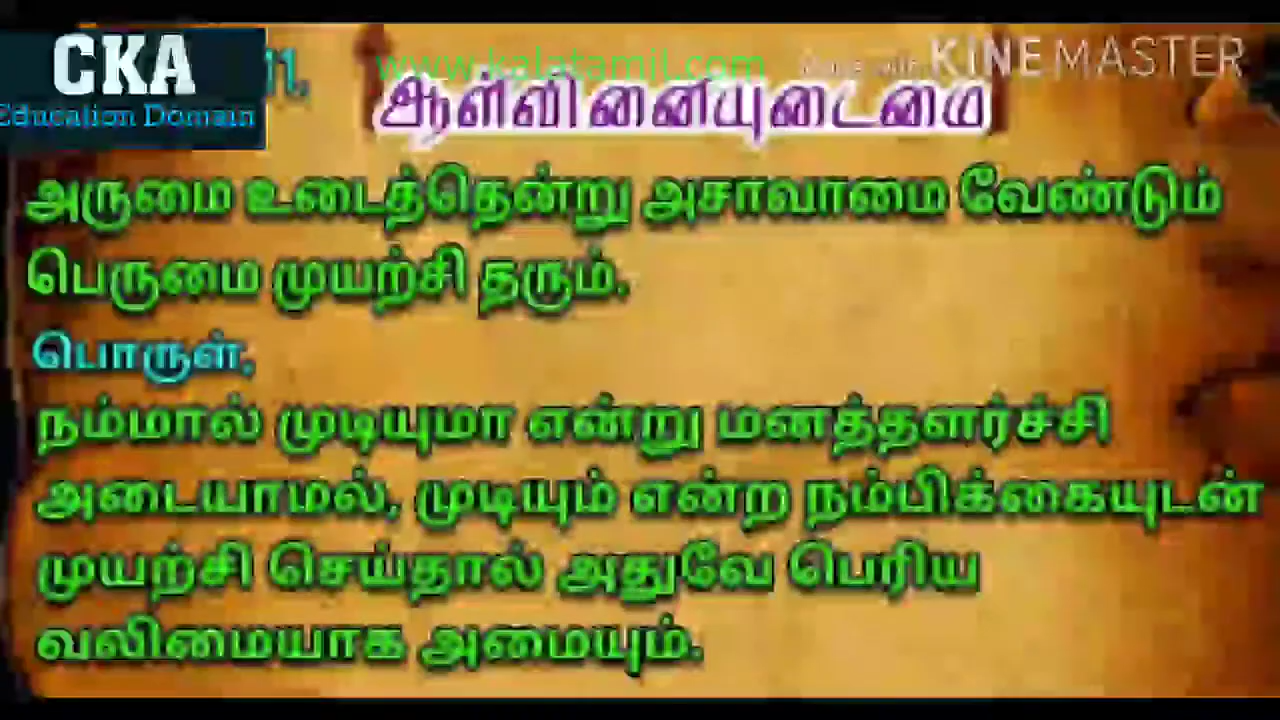 CKA
Education Domain
www.kalatamil.com
Made with KINEMASTER
ஆள்வினையுடைமை
அருமை உடைத்தென்று அசாவாமை வேண்டும்
பெருமை முயற்சி தரும்.
பொருள்,
நம்மால் முடியுமா என்று மனத்தளர்ச்சி
அடையாமல், முடியும் என்ற நம்பிக்கையுடன்
முயற்சி செய்தால் அதுவே பெரிய
வலிமையாக அமையும்.